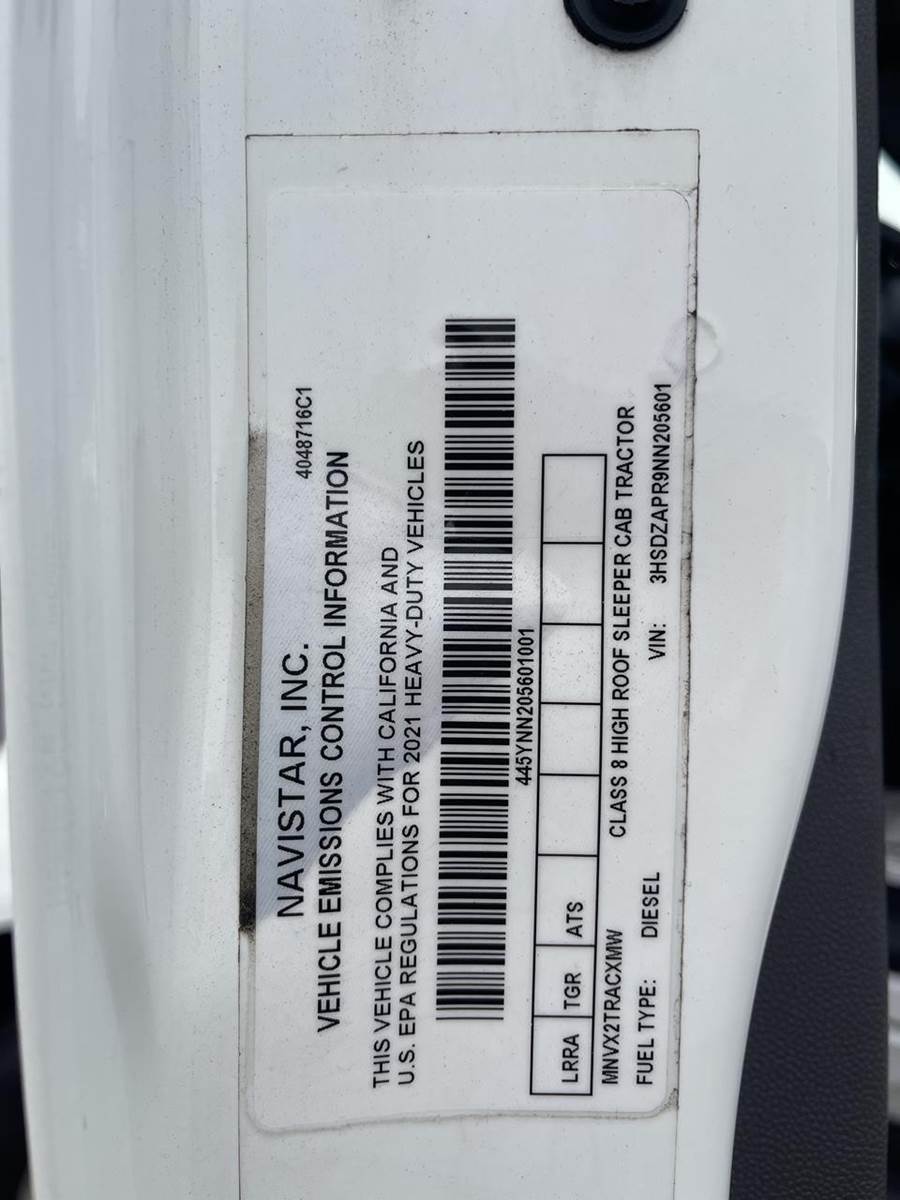 4048716C1
NAVISTAR, INC.
VEHICLE EMISSIONS CONTROL INFORMATION
THIS VEHICLE COMPLIES WITH CALIFORNIA AND
U.S. EPA REGULATIONS FOR 2021 HEAVY-DUTY VEHICLES
445YNN205601001
LRRA TGR ATS
MNVX2TRACXMW CLASS 8 HIGH ROOF SLEEPER CAB TRACTOR
FUEL TYPE: DIESEL VIN: 3HSDZAPR9NN205601